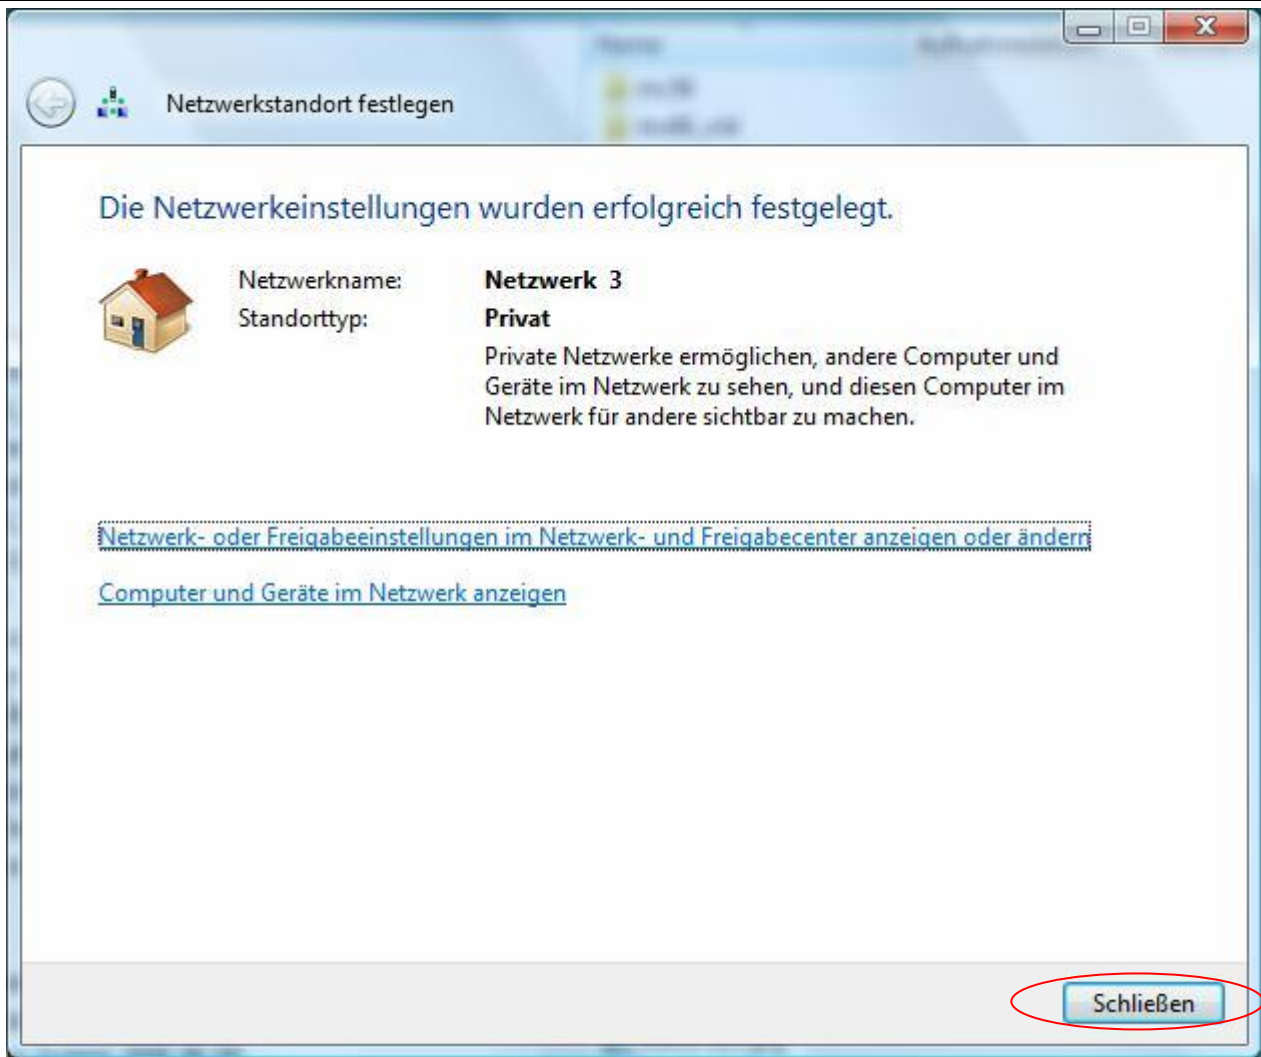 Netzwerkstandort festlegen
Die Netzwerkeinstellungen wurden erfolgreich festgelegt.
Netzwerkname: Netzwerk 3
Standorttyp: Privat
Private Netzwerke ermöglichen, andere Computer und
Geräte im Netzwerk zu sehen, und diesen Computer im
Netzwerk für andere sichtbar zu machen.
Netzwerk- oder Freigabeeinstellungen im Netzwerk- und Freigabecenter anzeigen oder ändern
Computer und Geräte im Netzwerk anzeigen
Schließen